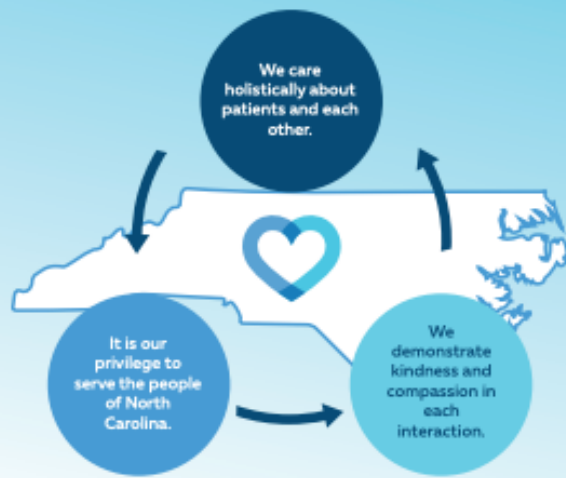 We care
holistically about
patients and each
other.
It is our
privilege to
serve the people
of North
Carolina.
We
demonstrate
kindness and
compassion in
each
interaction.